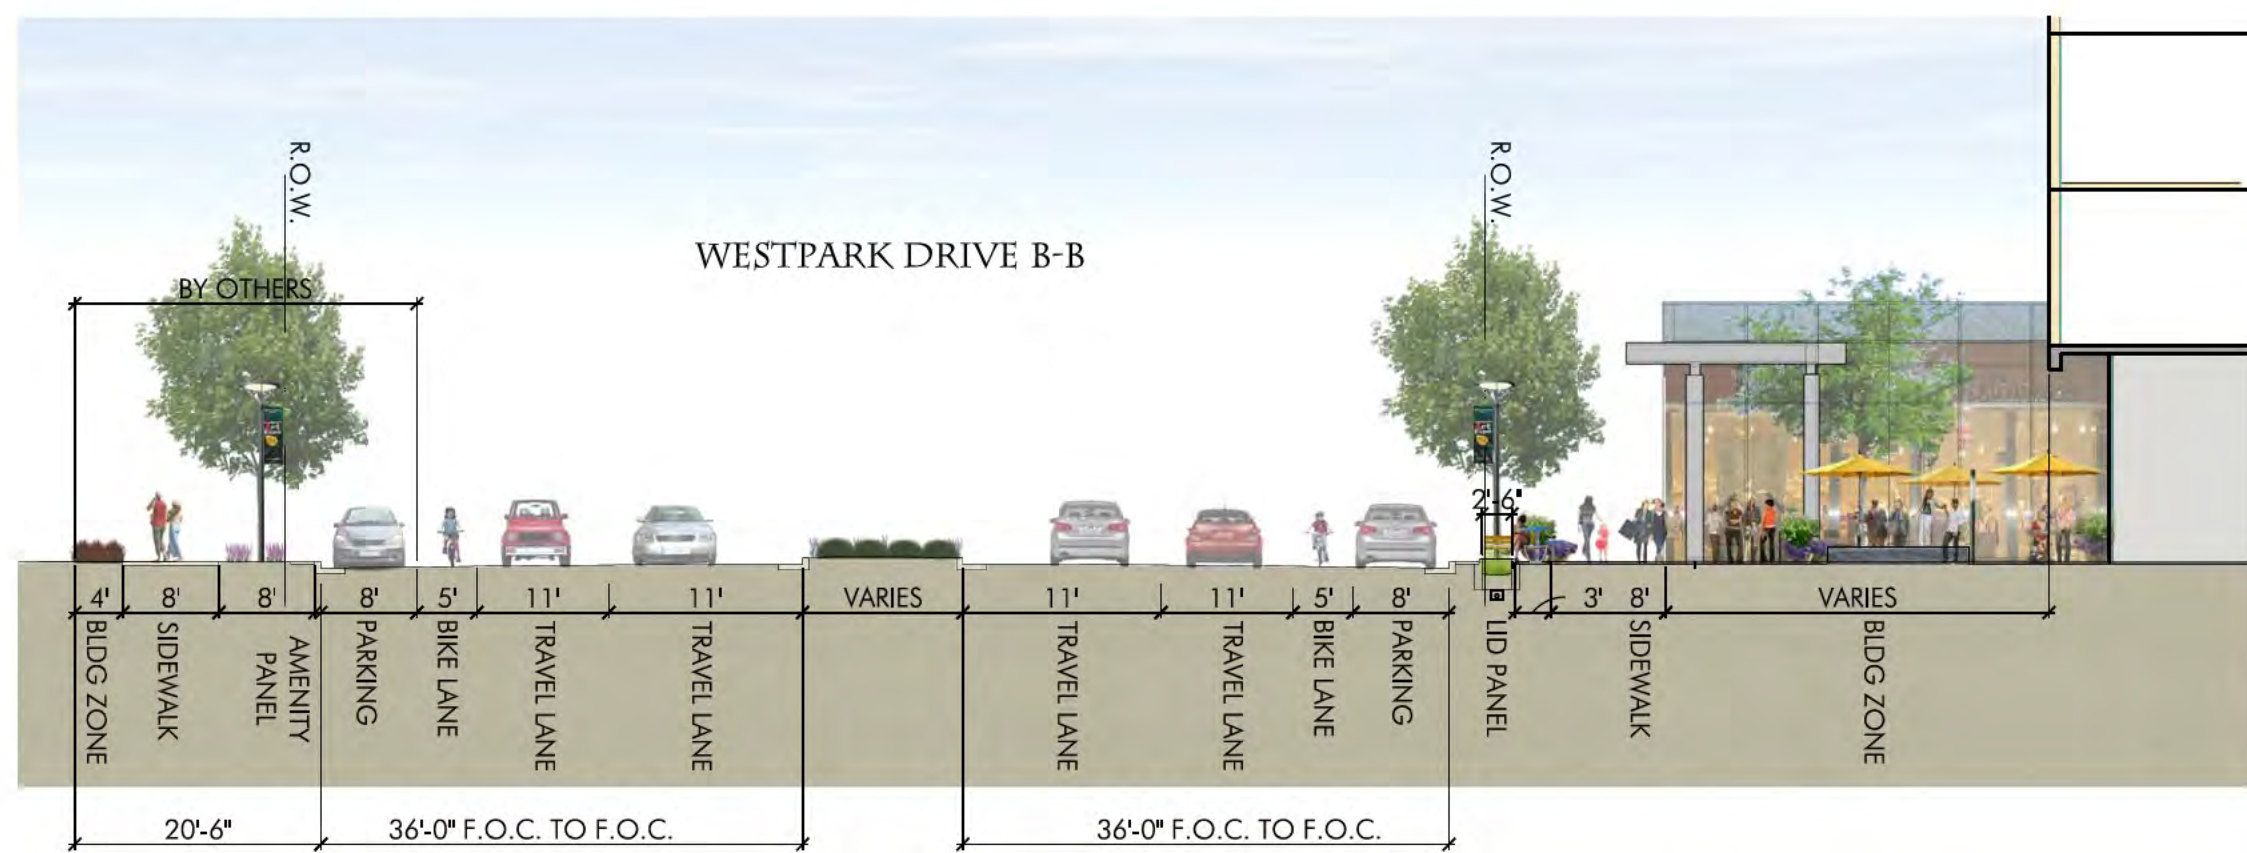 R.O.W.
R.O.W.
WESTPARK DRIVE B-B
BY OTHERS
2'-6"
4'
8'
8'
8'
5'
11'
11'
VARIES
11'
11'
5'
8'
3'
8'
VARIES
BLDG ZONE
SIDEWALK
AMENITY
PANEL
PARKING
BIKE LANE
TRAVEL LANE
TRAVEL LANE
TRAVEL LANE
TRAVEL LANE
BIKE LANE
PARKING
LID PANEL
SIDEWALK
BLDG ZONE
20'-6"
36'-0" F.O.C. TO F.O.C.
36'-0" F.O.C. TO F.O.C.